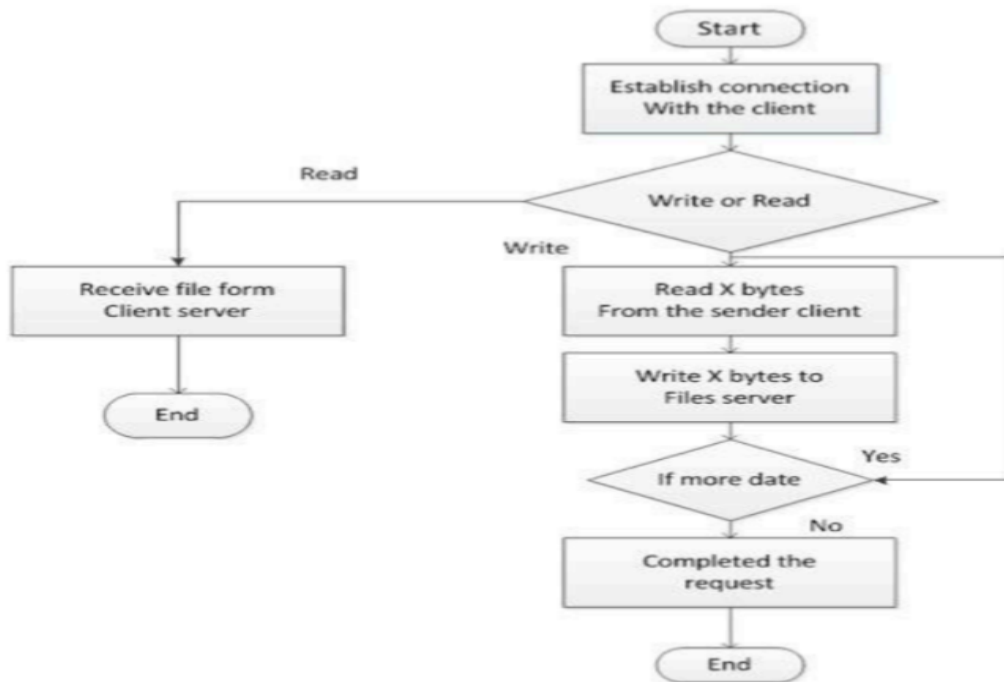 Start
Establish connection
With the client
Write or Read
Read
Write
Receive file form
Client server
End
Read X bytes
From the sender client
Write X bytes to
Files server
If more date
Yes
No
Completed the
request
End